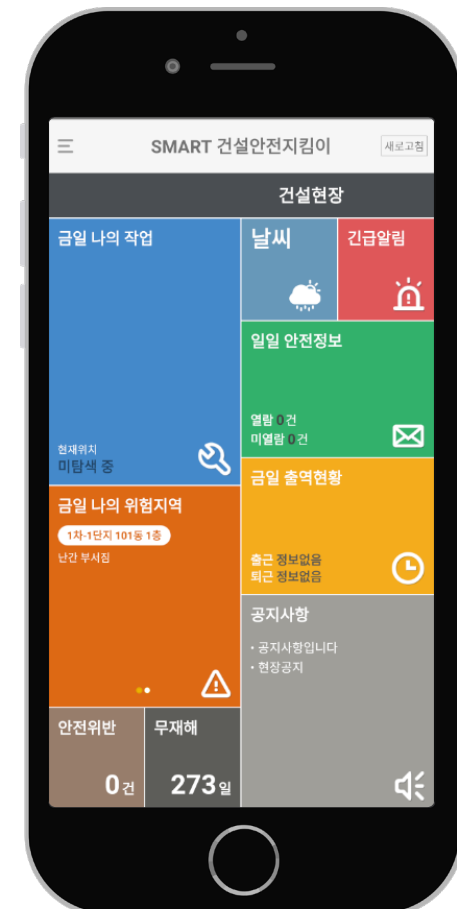 SMART 건설안전지킴이
새로고침
건설현장
금일 나의 작업
현재위치
미탐색 중
날씨
긴급알림
일일 안전정보
열람 0건
미열람 0건
금일 나의 위험지역
1차-1단지 101동 1층
난간 부서짐
금일 출역현황
출근 정보없음
퇴근 정보없음
공지사항
• 공지사항입니다
• 현장공지
안전위반
0건
무재해
273일